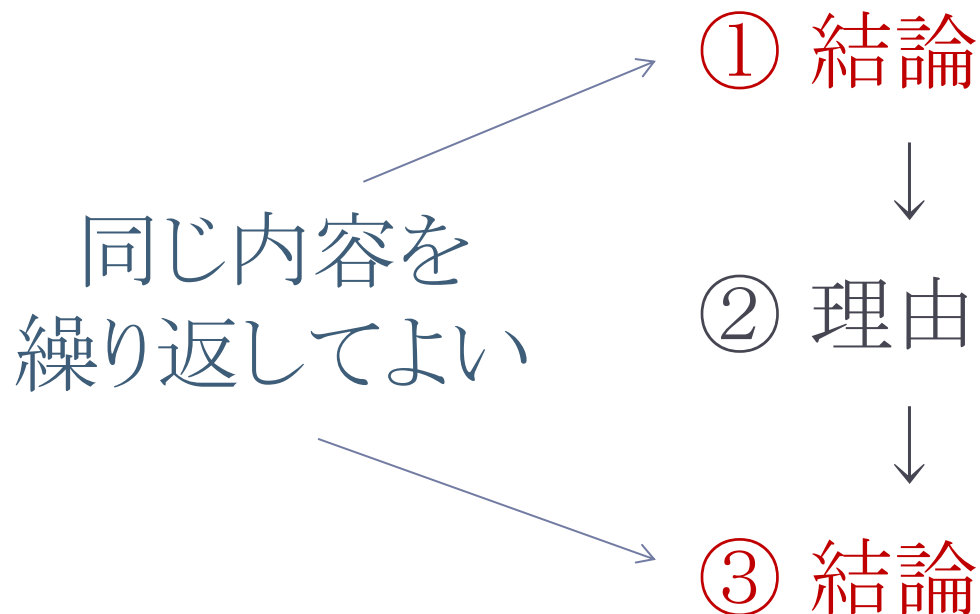 ① 結論
↓
同じ内容を
繰り返してよい
② 理由
↓
③ 結論